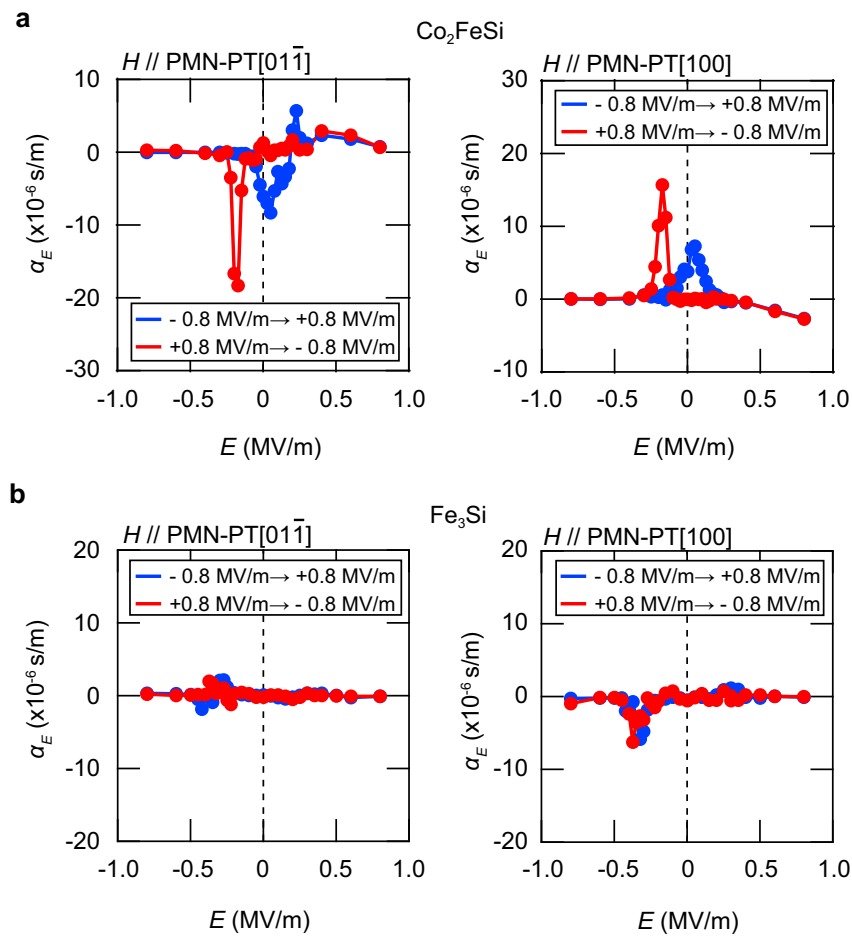 a
Co₂FeSi
H // PMN-PT[011̄]
10
0
-10
-20
-30
α_E (x10⁻⁶ s/m)
- 0.8 MV/m→ +0.8 MV/m
+0.8 MV/m→ - 0.8 MV/m
-1.0 -0.5 0 0.5 1.0
E (MV/m)
H // PMN-PT[100]
30
20
10
0
-10
α_E (x10⁻⁶ s/m)
- 0.8 MV/m→ +0.8 MV/m
+0.8 MV/m→ - 0.8 MV/m
-1.0 -0.5 0 0.5 1.0
E (MV/m)
b
Fe₃Si
H // PMN-PT[011̄]
20
10
0
-10
-20
α_E (x10⁻⁶ s/m)
- 0.8 MV/m→ +0.8 MV/m
+0.8 MV/m→ - 0.8 MV/m
-1.0 -0.5 0 0.5 1.0
E (MV/m)
H // PMN-PT[100]
20
10
0
-10
-20
α_E (x10⁻⁶ s/m)
- 0.8 MV/m→ +0.8 MV/m
+0.8 MV/m→ - 0.8 MV/m
-1.0 -0.5 0 0.5 1.0
E (MV/m)